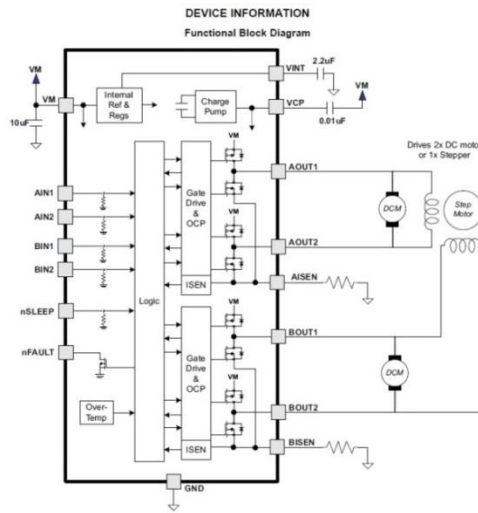 DEVICE INFORMATION
Functional Block Diagram
VM
VM
10uF
Internal
Ref &
Regs
VINT
2.2uF
VM
Charge
Pump
VCP
0.01uF
Drives 2x DC motor
or 1x Stepper
AIN1
AIN2
BIN1
BIN2
nSLEEP
nFAULT
Logic
Over-
Temp
VM
Gate
Drive
&
OCP
VM
ISEN
AOUT1
AOUT2
AISEN
DCM
Step
Motor
VM
Gate
Drive
&
OCP
VM
ISEN
BOUT1
BOUT2
BISEN
DCM
GND